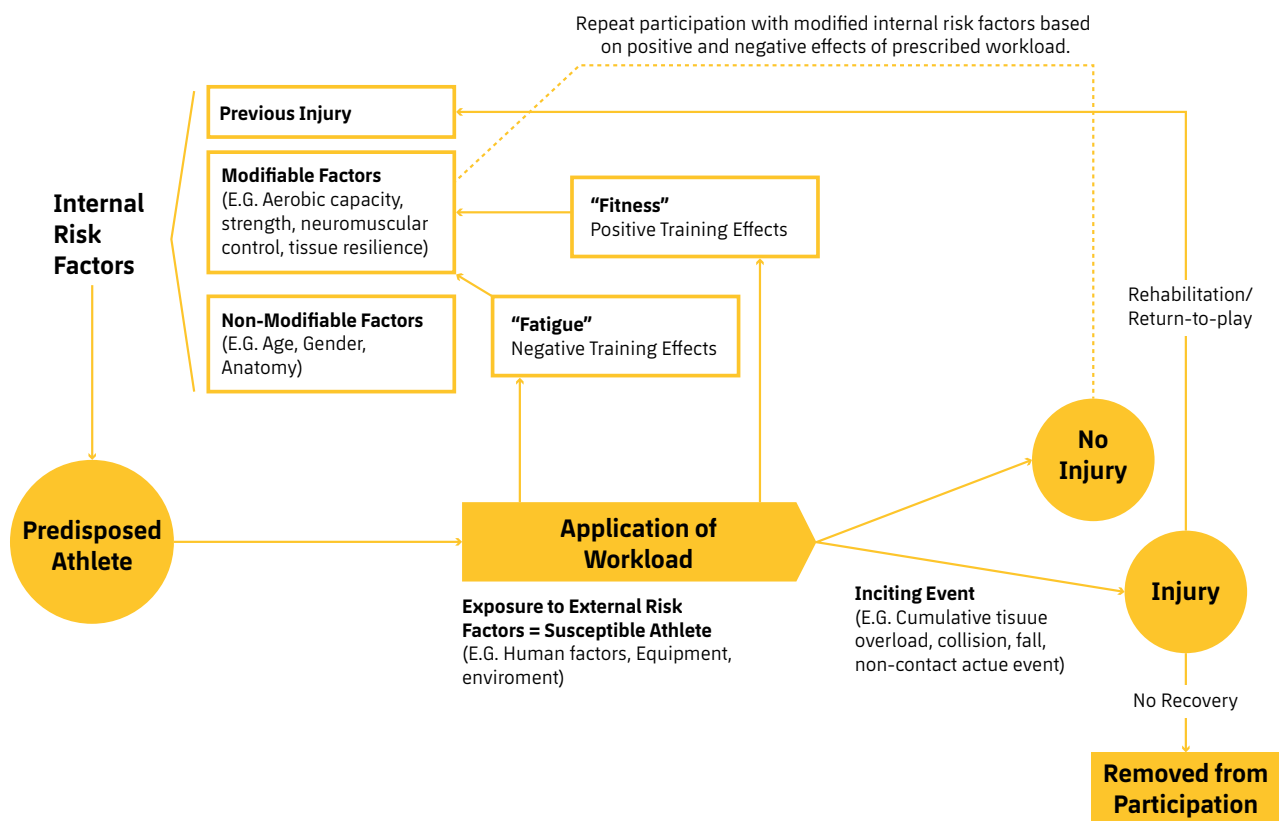 Repeat participation with modified internal risk factors based
on positive and negative effects of prescribed workload.
Previous Injury
Modifiable Factors
(E.G. Aerobic capacity,
strength, neuromuscular
control, tissue resilience)
Internal
Risk
Factors
"Fitness"
Positive Training Effects
Non-Modifiable Factors
(E.G. Age, Gender,
Anatomy)
"Fatigue"
Negative Training Effects
Rehabilitation/
Return-to-play
No
Injury
Predisposed
Athlete
Application of
Workload
Exposure to External Risk
Factors = Susceptible Athlete
(E.G. Human factors, Equipment,
enviroment)
Inciting Event
(E.G. Cumulative tisuue
overload, collision, fall,
non-contact actue event)
Injury
No Recovery
Removed from
Participation